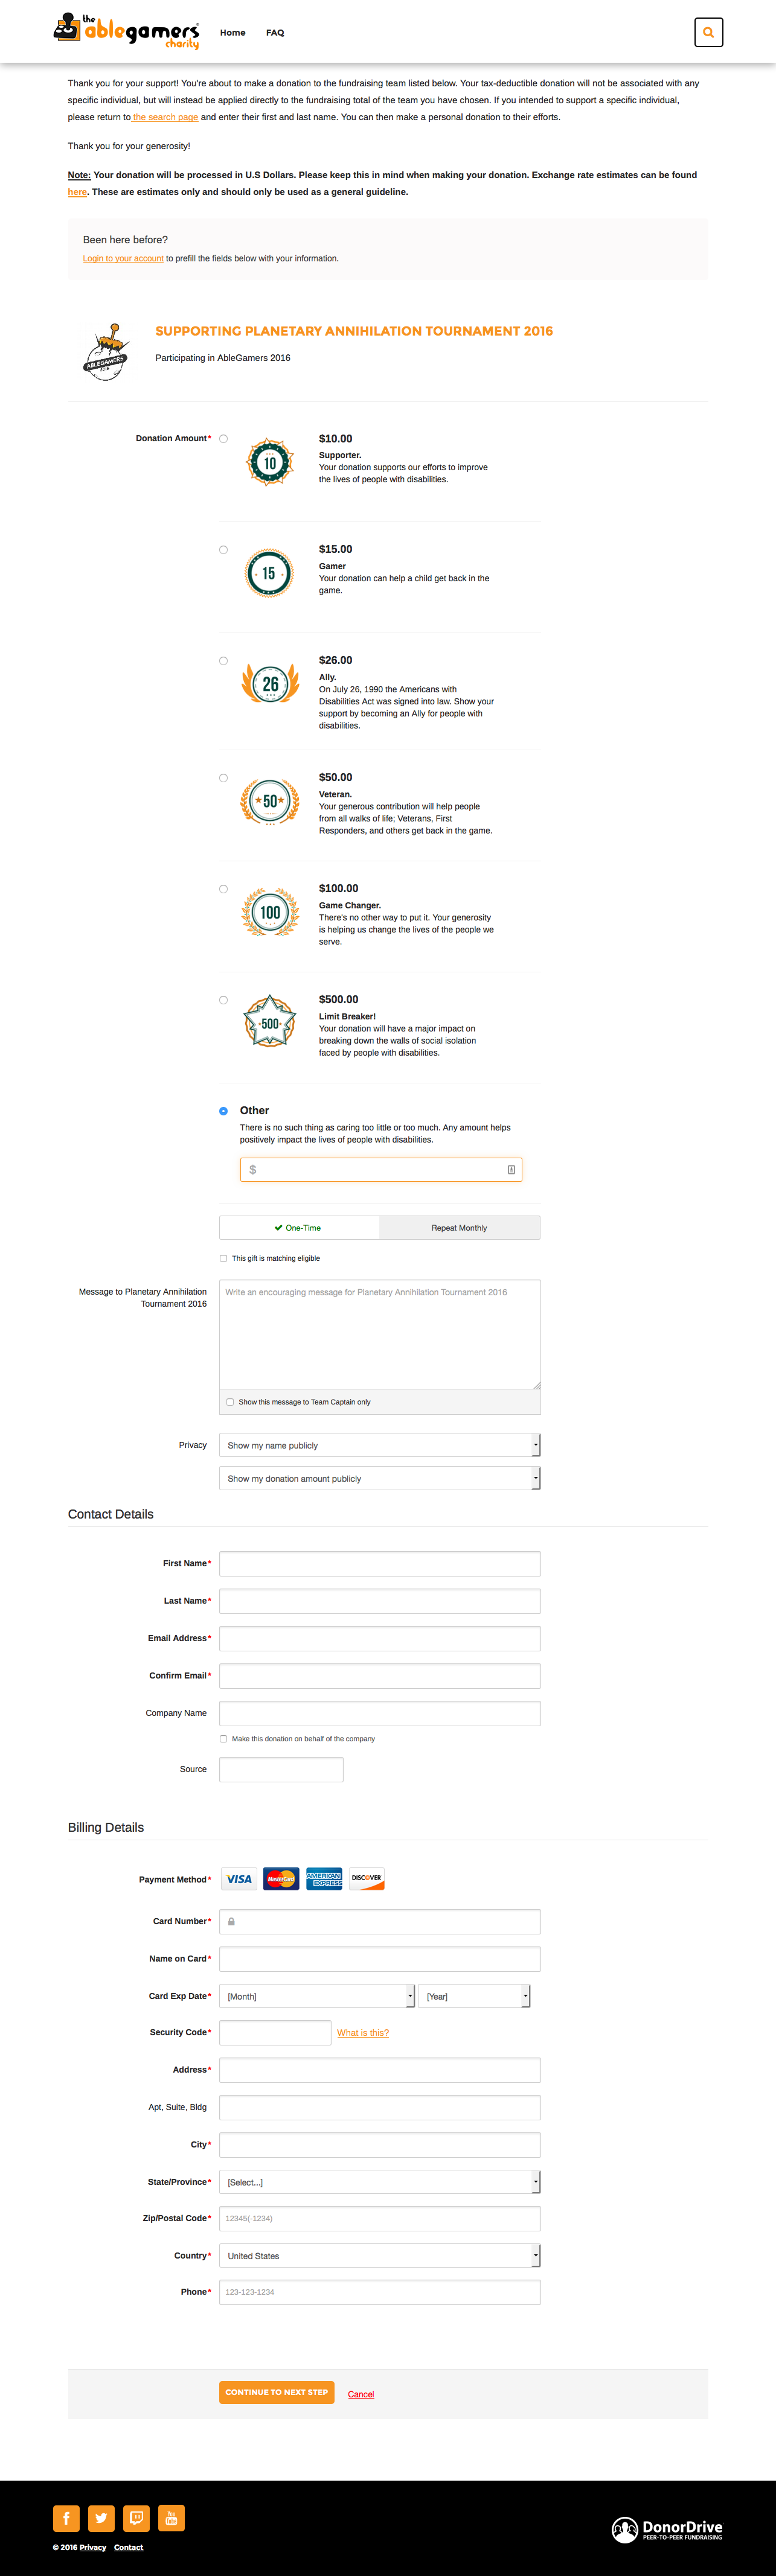 the ablegamers charity
Home FAQ
Thank you for your support! You're about to make a donation to the fundraising team listed below. Your tax-deductible donation will not be associated with any
specific individual, but will instead be applied directly to the fundraising total of the team you have chosen. If you intended to support a specific individual,
please return to the search page and enter their first and last name. You can then make a personal donation to their efforts.
Thank you for your generosity!
Note: Your donation will be processed in U.S Dollars. Please keep this in mind when making your donation. Exchange rate estimates can be found
here. These are estimates only and should only be used as a general guideline.
Been here before?
Login to your account to prefill the fields below with your information.
ABLEGAMERS
2016
SUPPORTING PLANETARY ANNIHILATION TOURNAMENT 2016
Participating in AbleGamers 2016
Donation Amount*
10
$10.00
Supporter.
Your donation supports our efforts to improve
the lives of people with disabilities.
15
$15.00
Gamer
Your donation can help a child get back in the
game.
26
$26.00
Ally.
On July 26, 1990 the Americans with
Disabilities Act was signed into law. Show your
support by becoming an Ally for people with
disabilities.
50
$50.00
Veteran.
Your generous contribution will help people
from all walks of life; Veterans, First
Responders, and others get back in the game.
100
$100.00
Game Changer.
There's no other way to put it. Your generosity
is helping us change the lives of the people we
serve.
500
$500.00
Limit Breaker!
Your donation will have a major impact on
breaking down the walls of social isolation
faced by people with disabilities.
Other
There is no such thing as caring too little or too much. Any amount helps
positively impact the lives of people with disabilities.
$
One-Time Repeat Monthly
This gift is matching eligible
Message to Planetary Annihilation
Tournament 2016
Write an encouraging message for Planetary Annihilation Tournament 2016
Show this message to Team Captain only
Privacy Show my name publicly
Show my donation amount publicly
Contact Details
First Name*
Last Name*
Email Address*
Confirm Email*
Company Name
Make this donation on behalf of the company
Source
Billing Details
Payment Method* VISA MasterCard AMERICAN EXPRESS DISCOVER
Card Number*
Name on Card*
Card Exp Date* [Month] [Year]
Security Code* What is this?
Address*
Apt, Suite, Bldg
City*
State/Province* [Select...]
Zip/Postal Code* 12345(-1234)
Country* United States
Phone* 123-123-1234
CONTINUE TO NEXT STEP Cancel
f You Tube
© 2016 Privacy Contact
DonorDrive
PEER-TO-PEER FUNDRAISING